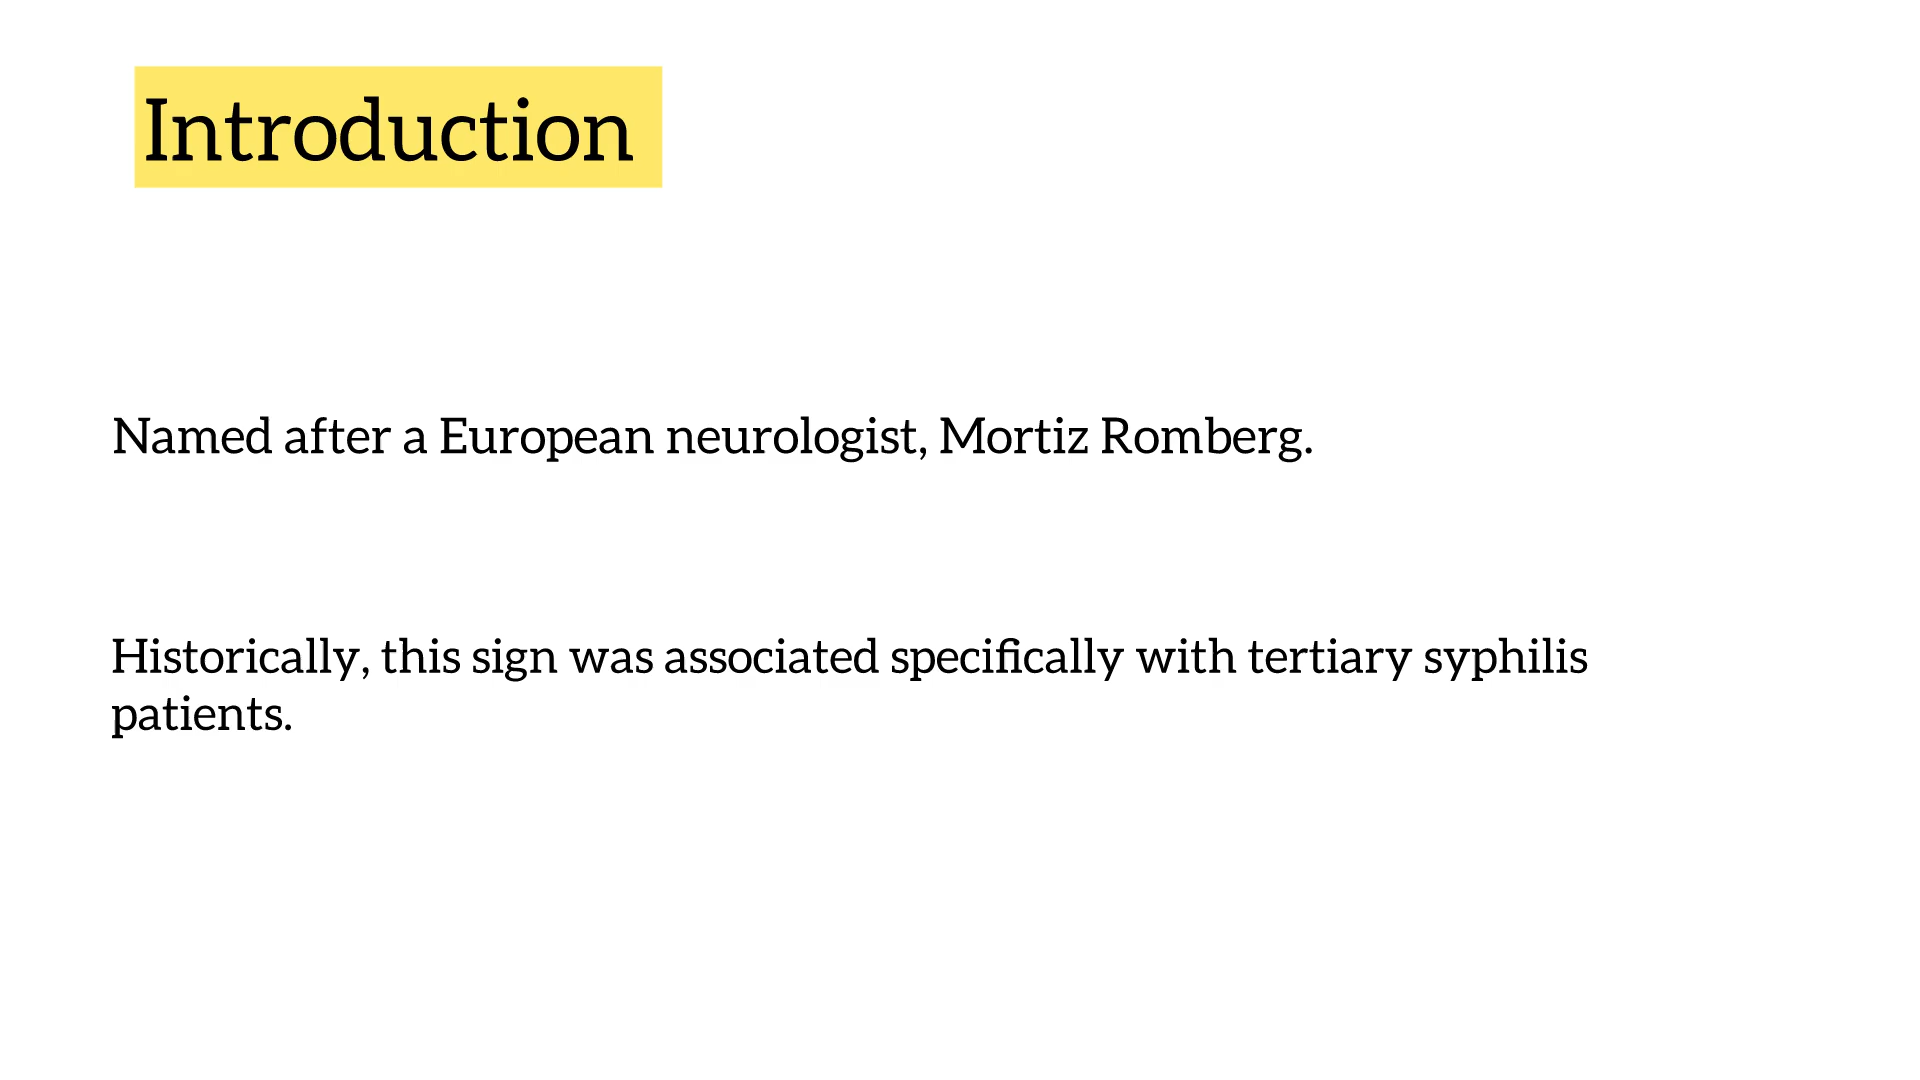 Introduction
Named after a European neurologist, Mortiz Romberg.
Historically, this sign was associated specifically with tertiary syphilis
patients.